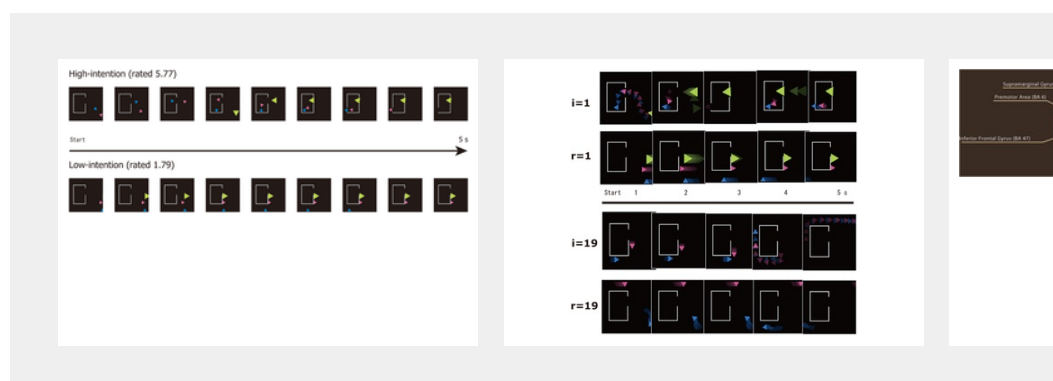 High-intention (rated 5.77)
Start 5 s
Low-intention (rated 1.79)
i=1
r=1
Start 1 2 3 4 5 s
i=19
r=19
Supramarginal Gyrus
Premotor Area (BA 6)
Inferior Frontal Gyrus (BA 47)